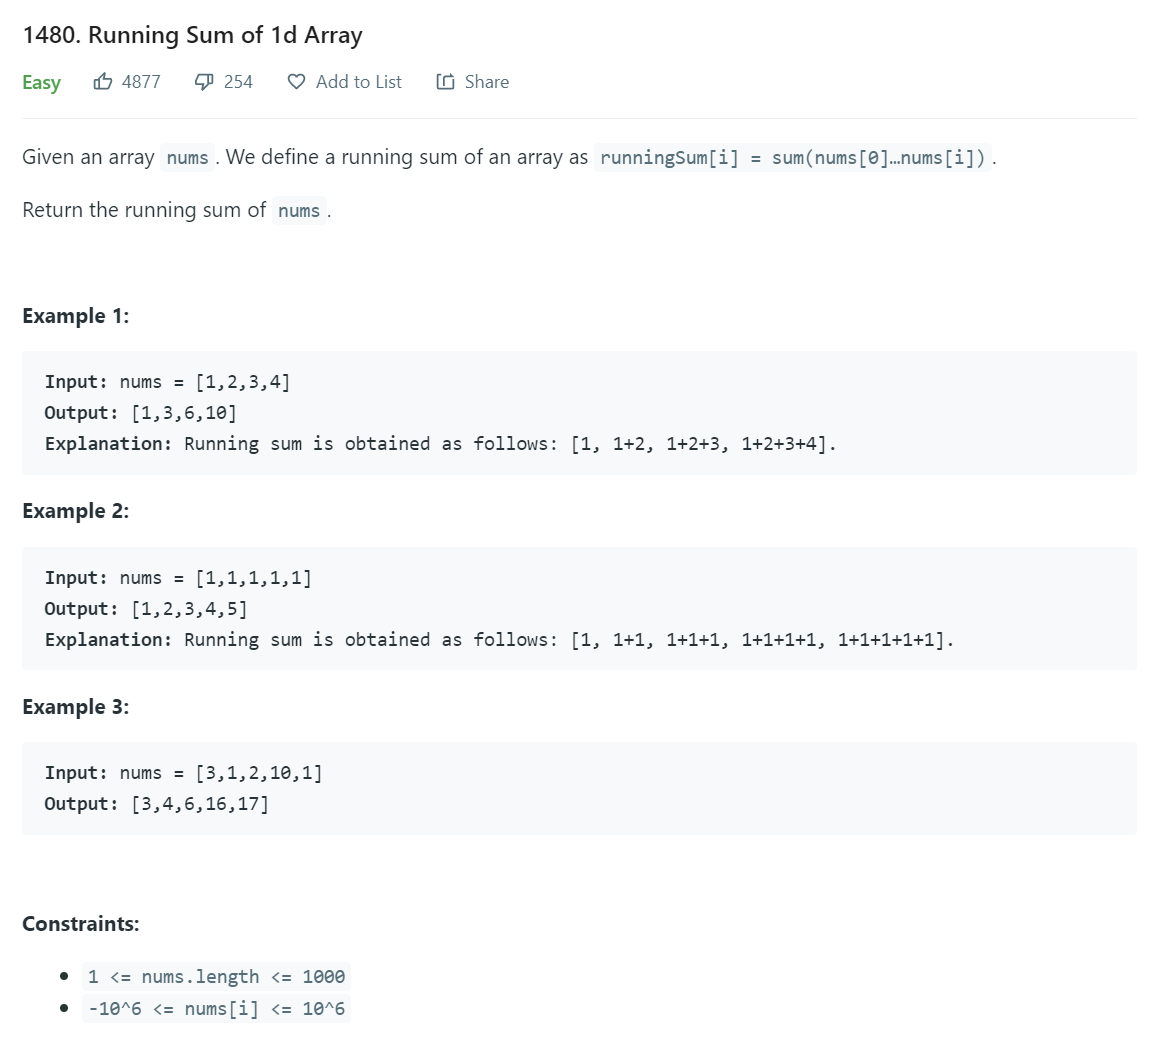 1480. Running Sum of 1d Array
Easy 4877 254 Add to List Share
Given an array nums. We define a running sum of an array as runningSum[i] = sum(nums[0]…nums[i]).
Return the running sum of nums.
Example 1:
Input: nums = [1,2,3,4]
Output: [1,3,6,10]
Explanation: Running sum is obtained as follows: [1, 1+2, 1+2+3, 1+2+3+4].
Example 2:
Input: nums = [1,1,1,1,1]
Output: [1,2,3,4,5]
Explanation: Running sum is obtained as follows: [1, 1+1, 1+1+1, 1+1+1+1, 1+1+1+1+1].
Example 3:
Input: nums = [3,1,2,10,1]
Output: [3,4,6,16,17]
Constraints:
• 1 <= nums.length <= 1000
• -10^6 <= nums[i] <= 10^6